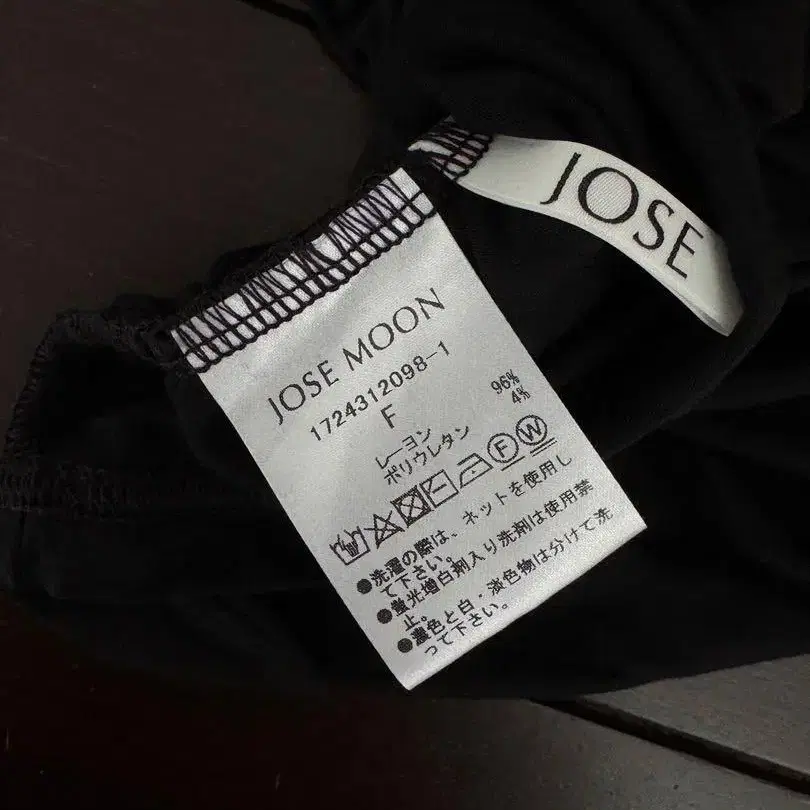 JOSE
JOSE MOON
1724312098-1
F
レーヨン 96%
ポリウレタン 4%
F W
●洗濯の際は、ネットを使用し
て下さい。
●蛍光増白剤入り洗剤は使用禁
止。
●濃色と白・淡色物は分けて洗
って下さい。